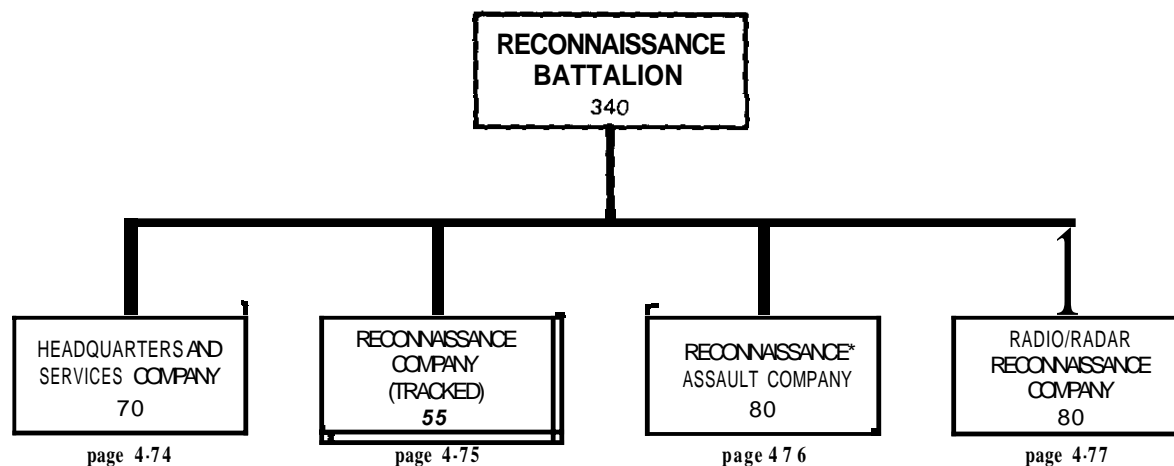 RECONNAISSANCE
BATTALION
340
HEADQUARTERS AND
SERVICES COMPANY
70
page 4-74
RECONNAISSANCE
COMPANY
(TRACKED)
55
page 4-75
RECONNAISSANCE*
ASSAULT COMPANY
80
page 4 7 6
RADIO/RADAR
RECONNAISSANCE
COMPANY
80
page 4-77